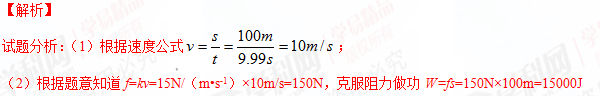 【解析】
试题分析:(1)根据速度公式 v = s/t = 100m/9.99s = 10m/s ;
(2)根据题意知道 f=kv=15N/(m•s⁻¹)×10m/s=150N,克服阻力做功 W=fs=150N×100m=15000J